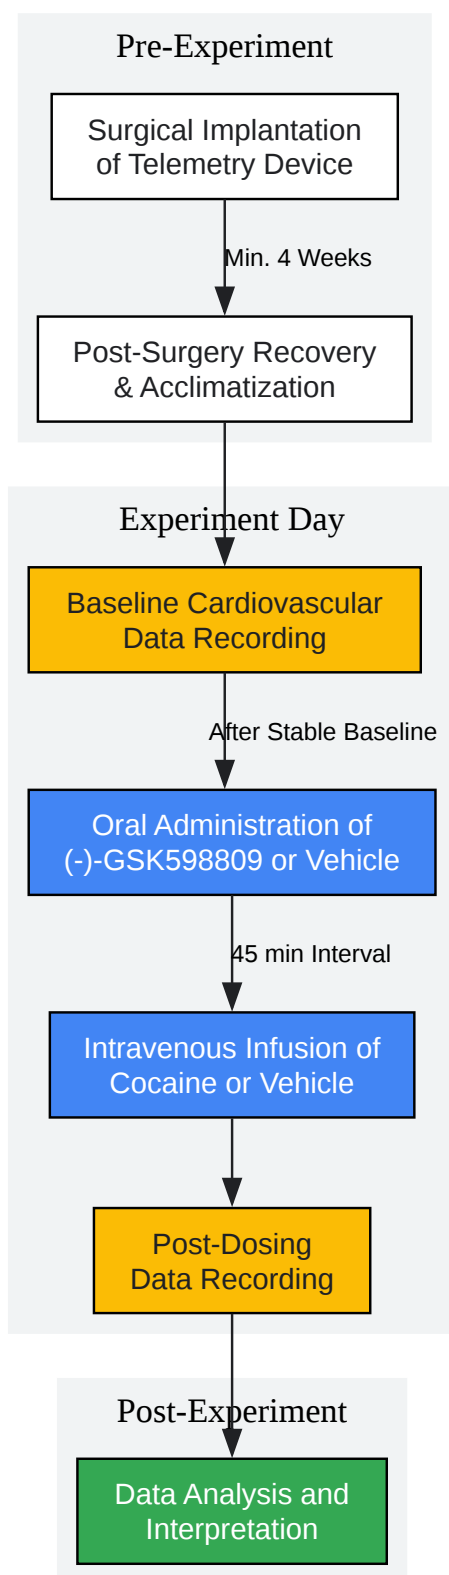 Pre-Experiment
Surgical Implantation
of Telemetry Device
Min. 4 Weeks
Post-Surgery Recovery
& Acclimatization
Experiment Day
Baseline Cardiovascular
Data Recording
After Stable Baseline
Oral Administration of
(-)-GSK598809 or Vehicle
45 min Interval
Intravenous Infusion of
Cocaine or Vehicle
Post-Dosing
Data Recording
Post-Experiment
Data Analysis and
Interpretation